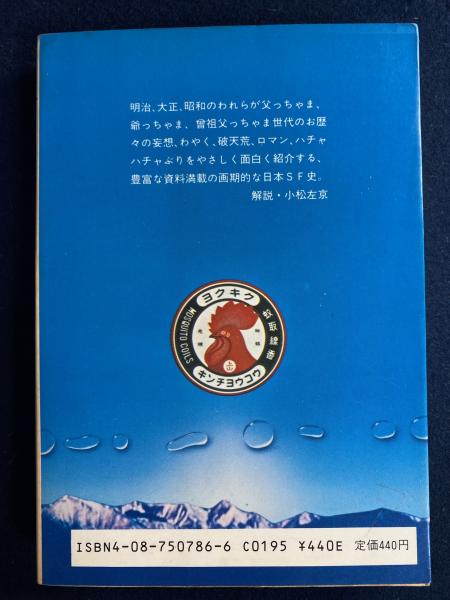 明治、大正、昭和のわれらが父っちゃま、
爺っちゃま、曾祖父っちゃま世代のお歴
々の妄想、わやく、破天荒、ロマン、ハチャ
ハチャぶりをやさしく面白く紹介する、
豊富な資料満載の画期的な日本ＳＦ史。
解説・小松左京
ヨクキク
MOSQUITO COILS
キンチヨウコウ
ISBN4-08-750786-6 C0195 ¥440E 定価440円